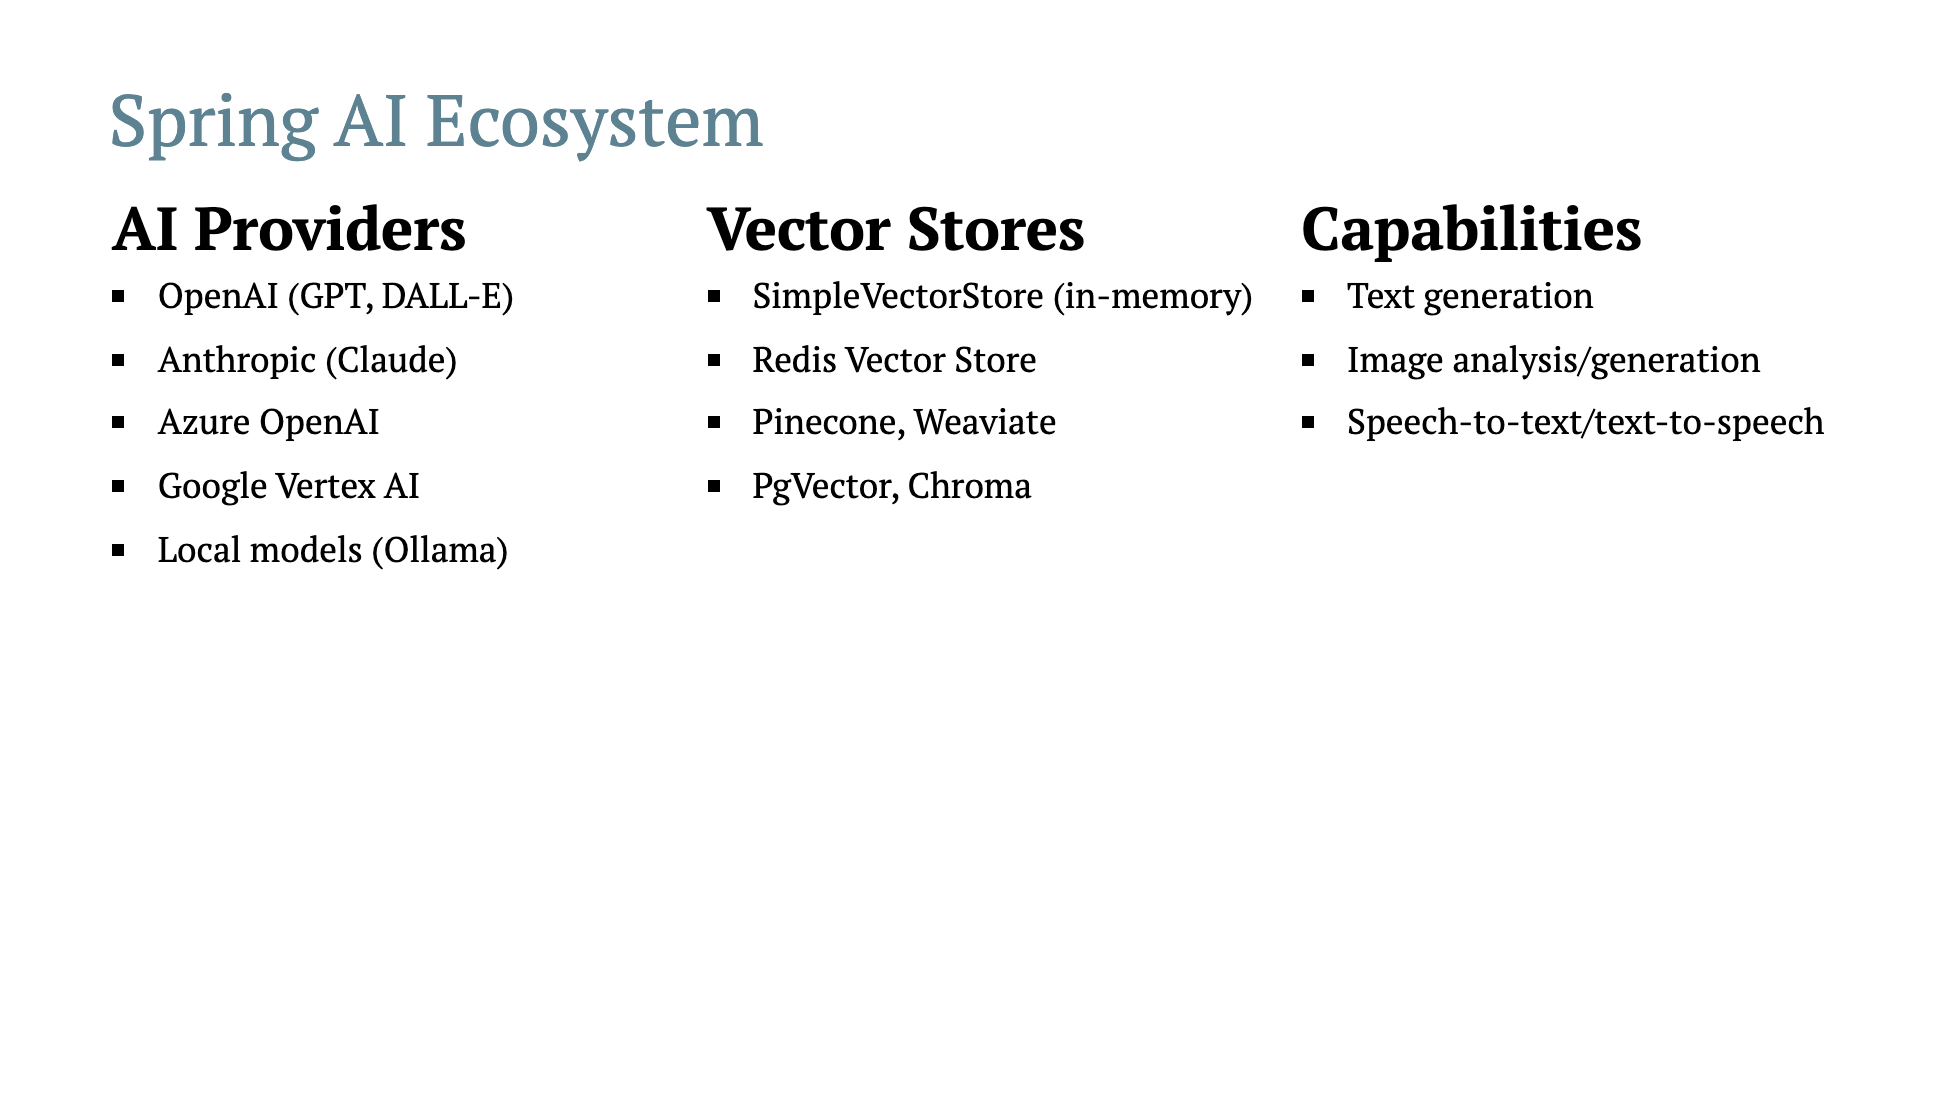 Spring AI Ecosystem
AI Providers
OpenAI (GPT, DALL-E)
Anthropic (Claude)
Azure OpenAI
Google Vertex AI
Local models (Ollama)
Vector Stores
SimpleVectorStore (in-memory)
Redis Vector Store
Pinecone, Weaviate
PgVector, Chroma
Capabilities
Text generation
Image analysis/generation
Speech-to-text/text-to-speech